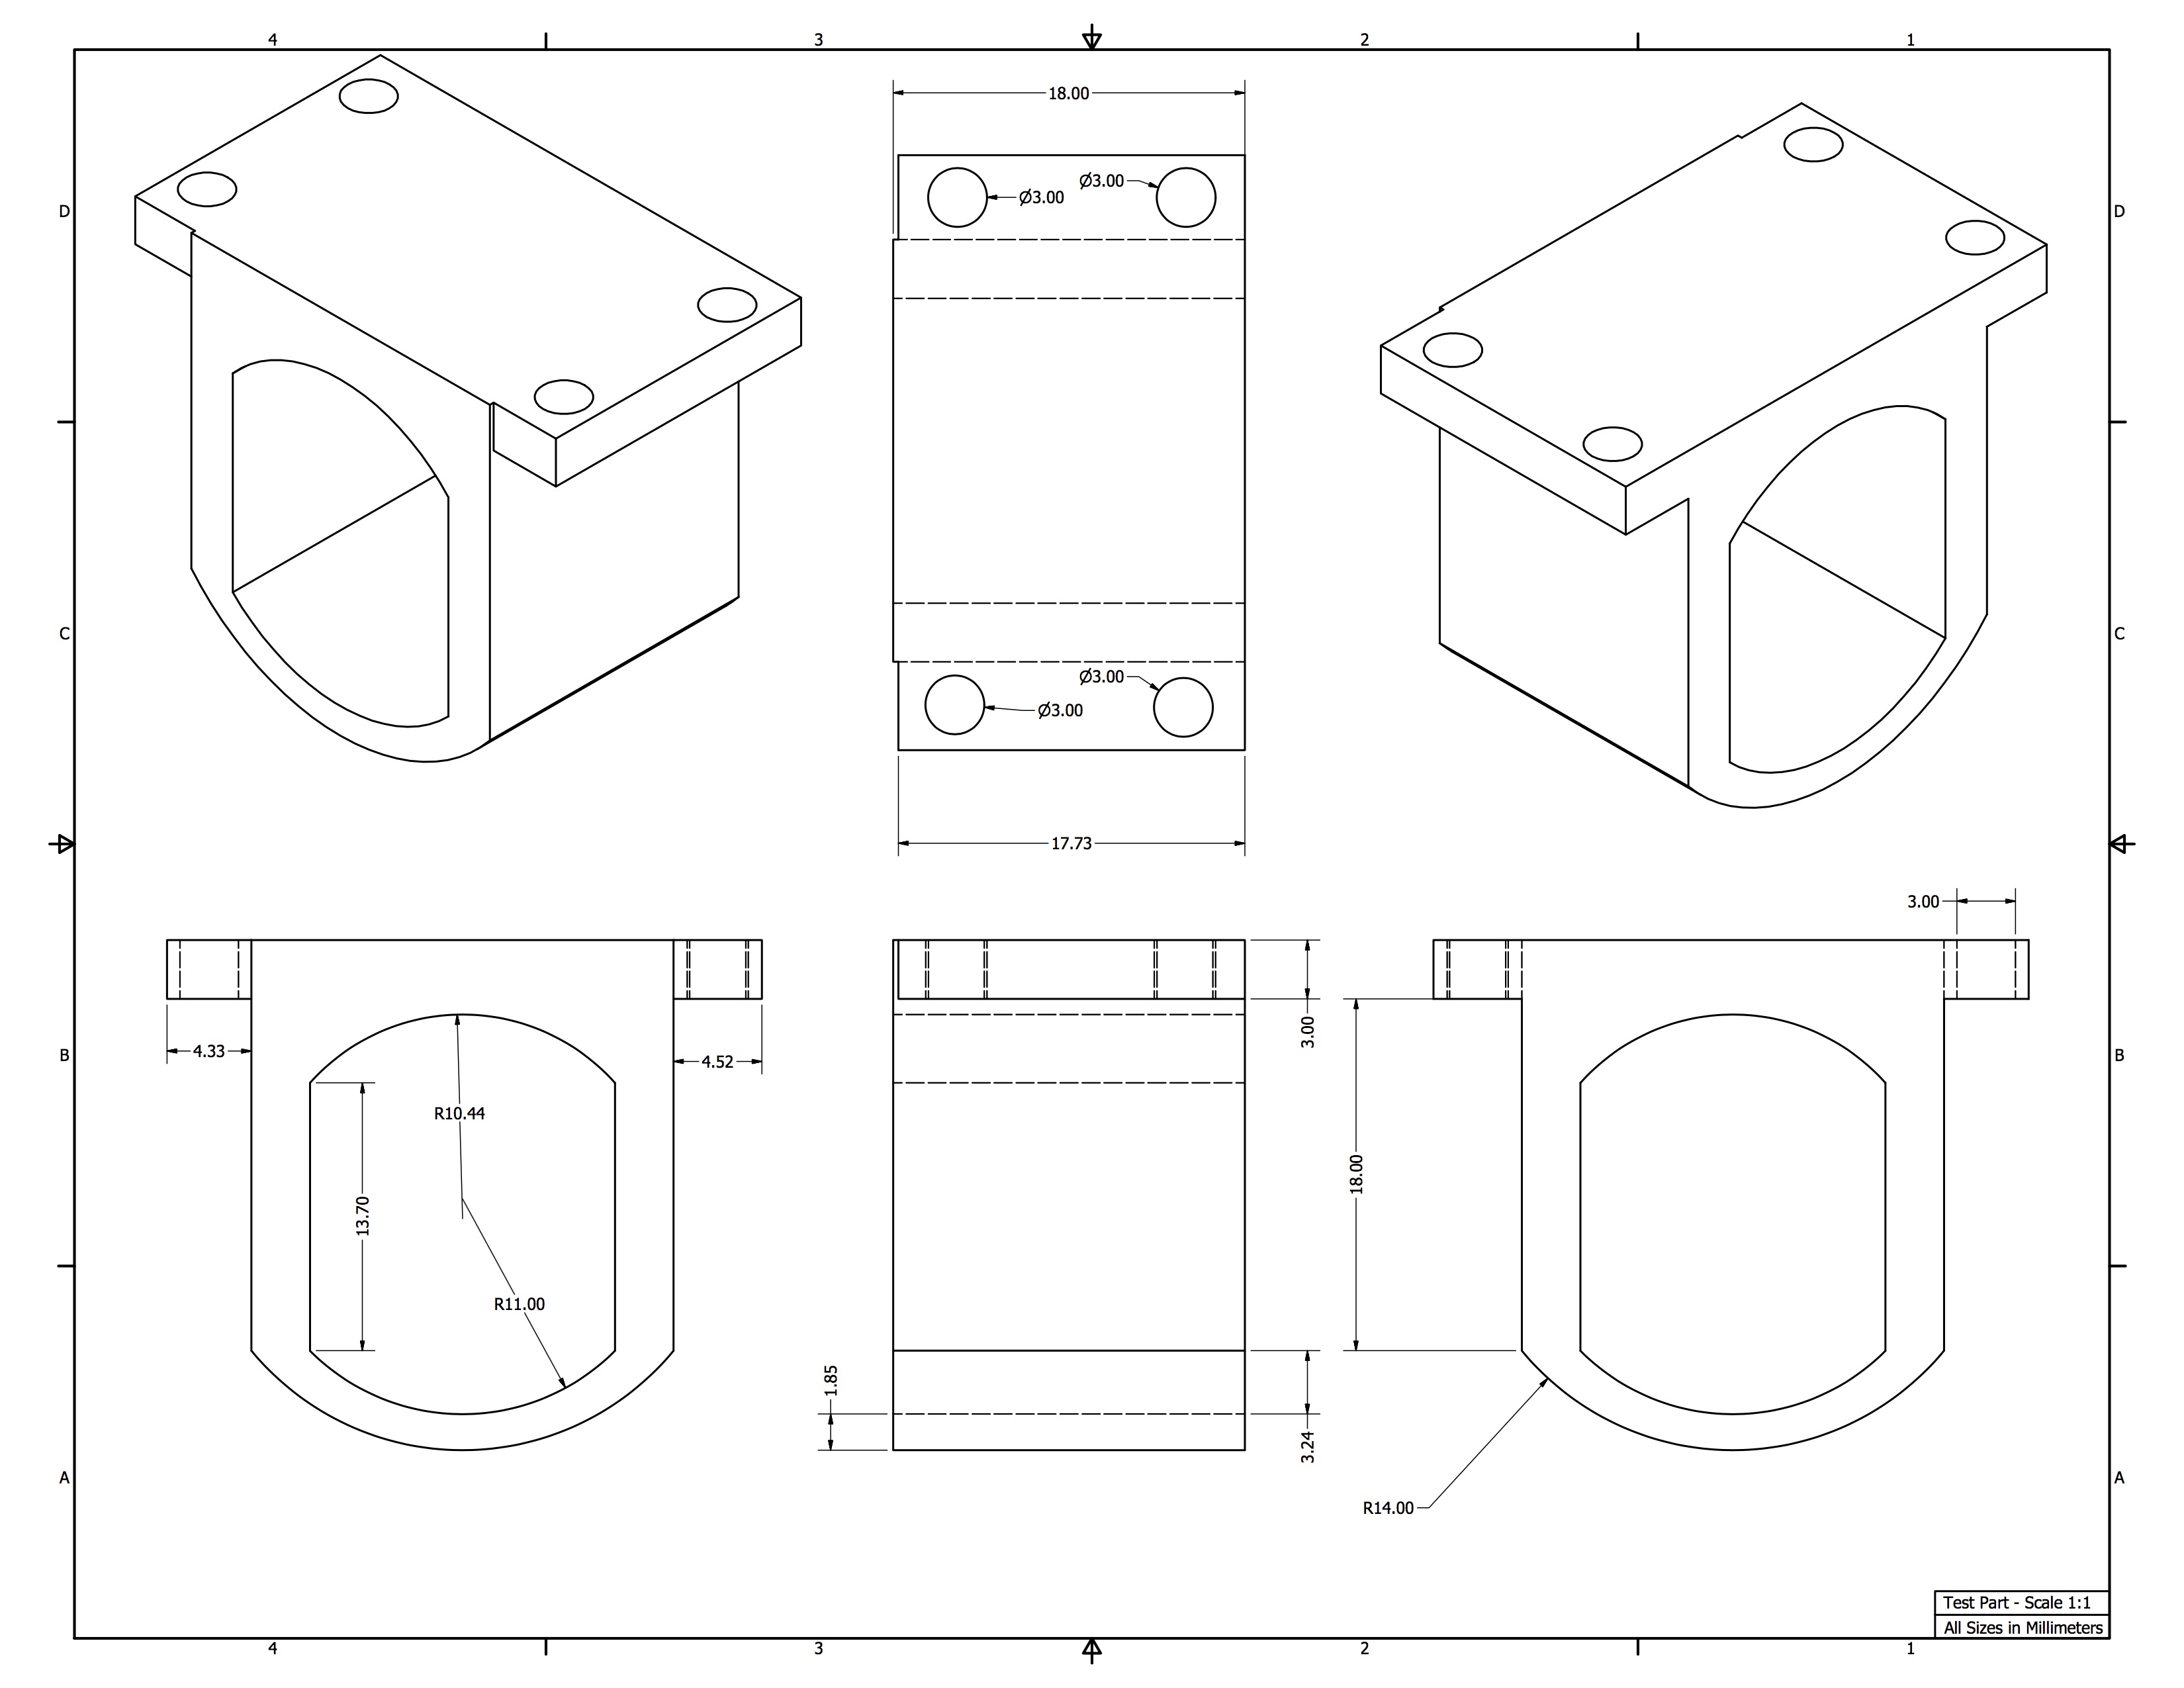 4 3 2 1
18.00
Ø3.00
Ø3.00
D D
C C
Ø3.00
Ø3.00
17.73
3.00
3.00
4.33
4.52
B B
R10.44
13.70
18.00
R11.00
1.85
3.24
A A
R14.00
Test Part - Scale 1:1
All Sizes in Millimeters
4 3 2 1